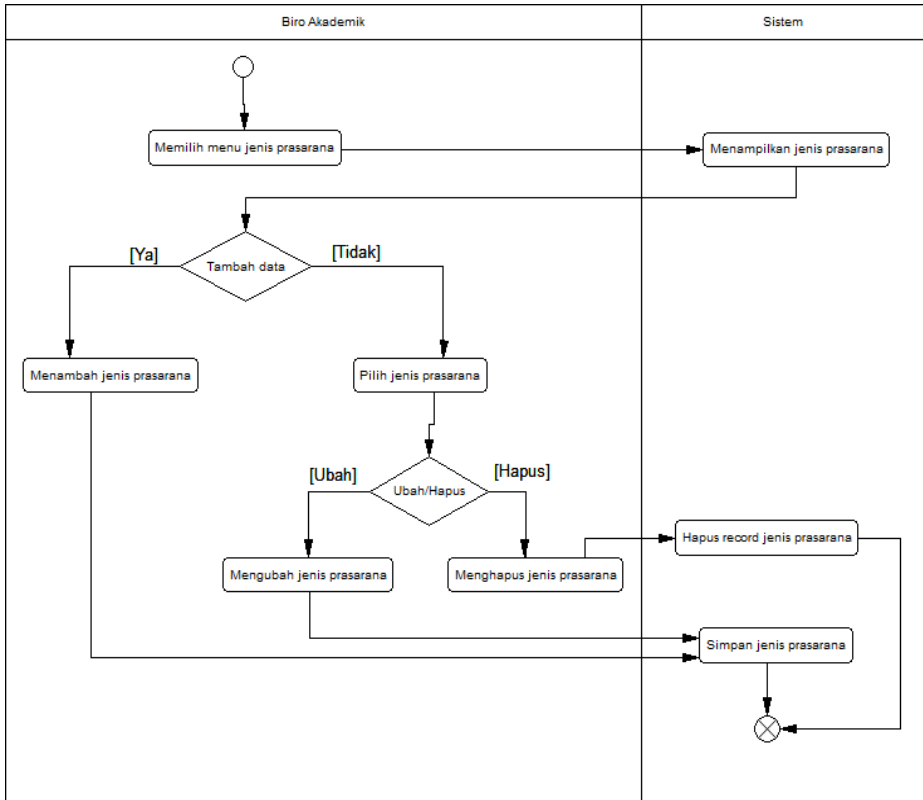 Biro Akademik
Sistem
Memilih menu jenis prasarana
Menampilkan jenis prasarana
[Ya]
Tambah data
[Tidak]
Menambah jenis prasarana
Pilih jenis prasarana
[Ubah]
Ubah/Hapus
[Hapus]
Hapus record jenis prasarana
Mengubah jenis prasarana
Menghapus jenis prasarana
Simpan jenis prasarana